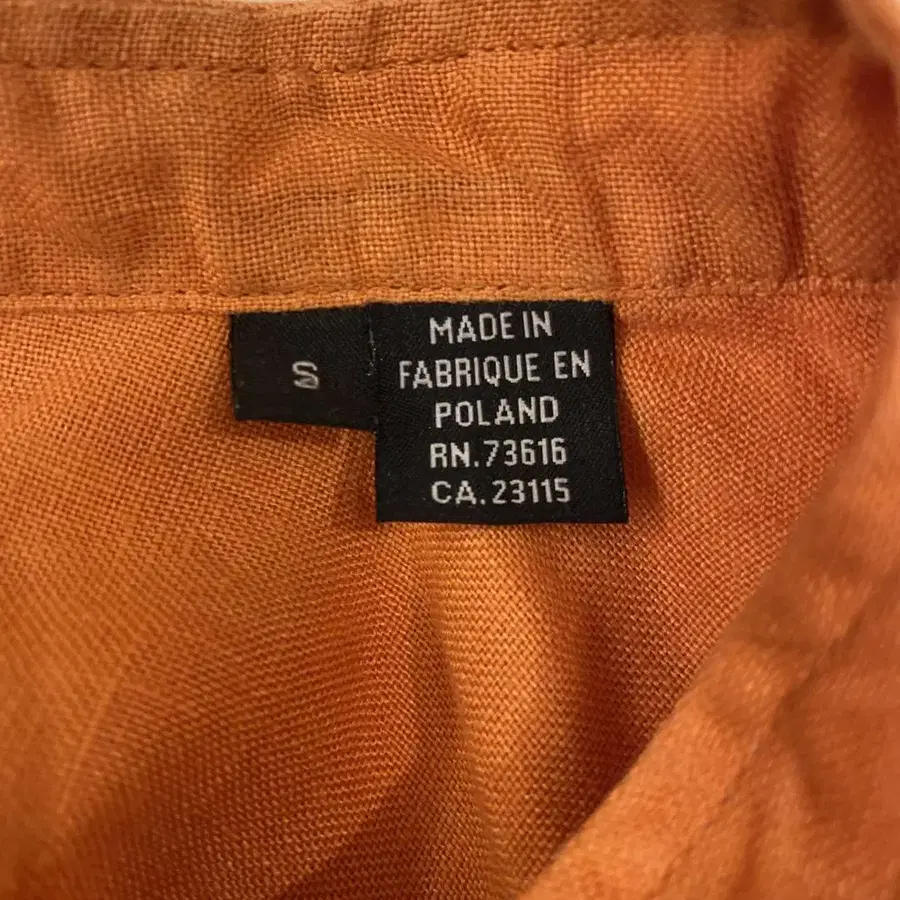 S
MADE IN
FABRIQUE EN
POLAND
RN.73616
CA.23115